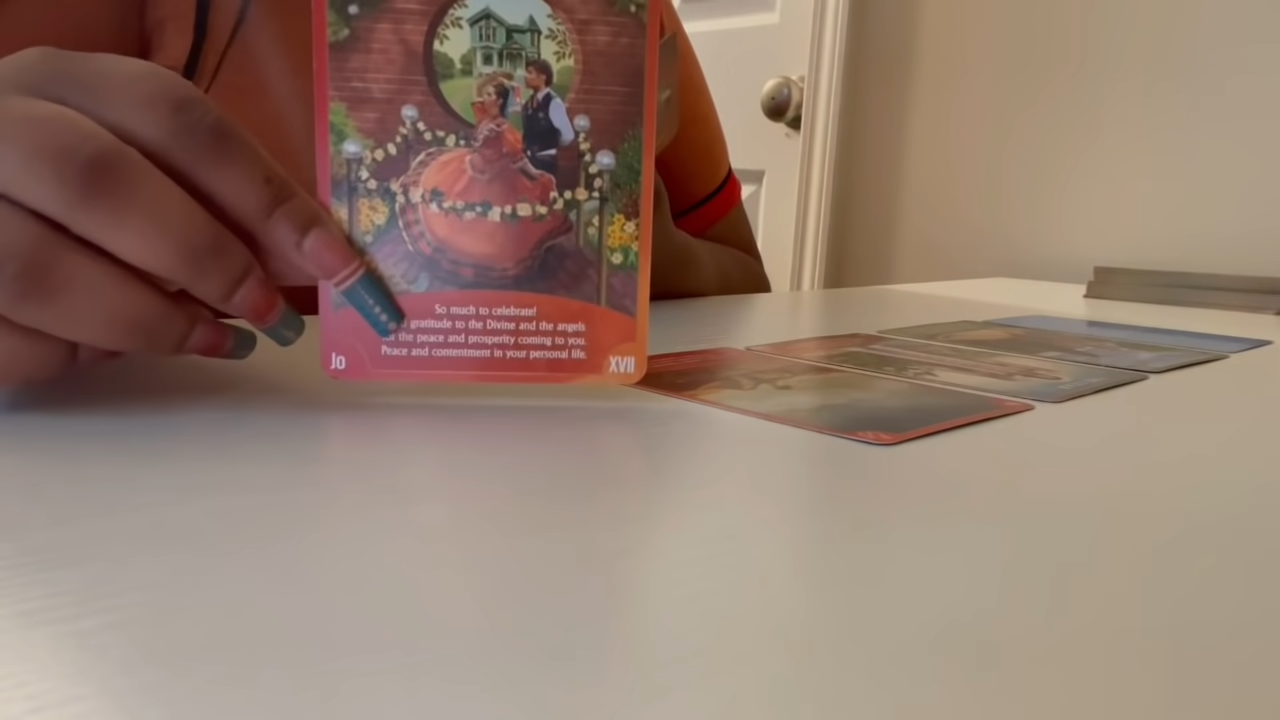 So much to celebrate!
gratitude to the Divine and the angels
the peace and prosperity coming to you.
Peace and contentment in your personal life.
Jo
XVII